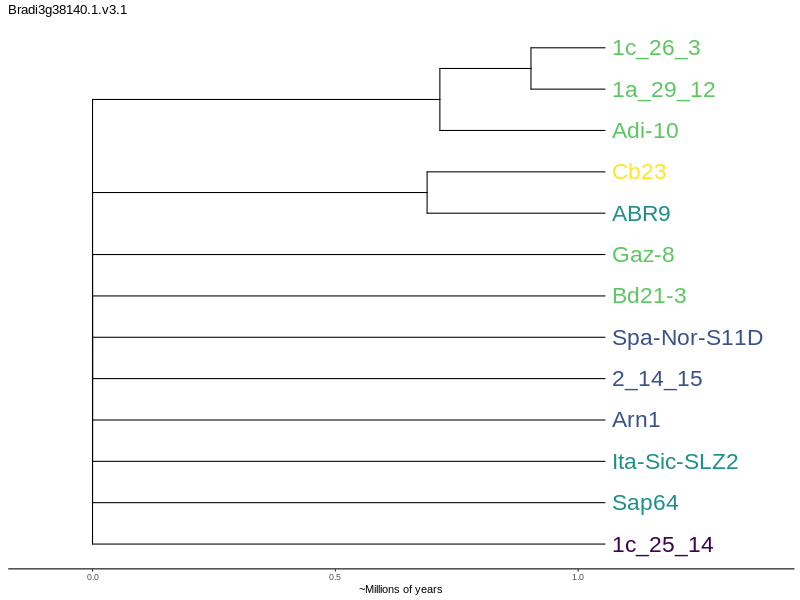 Bradi3g38140.1.v3.1
1c_26_3
1a_29_12
Adi-10
Cb23
ABR9
Gaz-8
Bd21-3
Spa-Nor-S11D
2_14_15
Arn1
Ita-Sic-SLZ2
Sap64
1c_25_14
0.0 0.5 1.0
~Millions of years